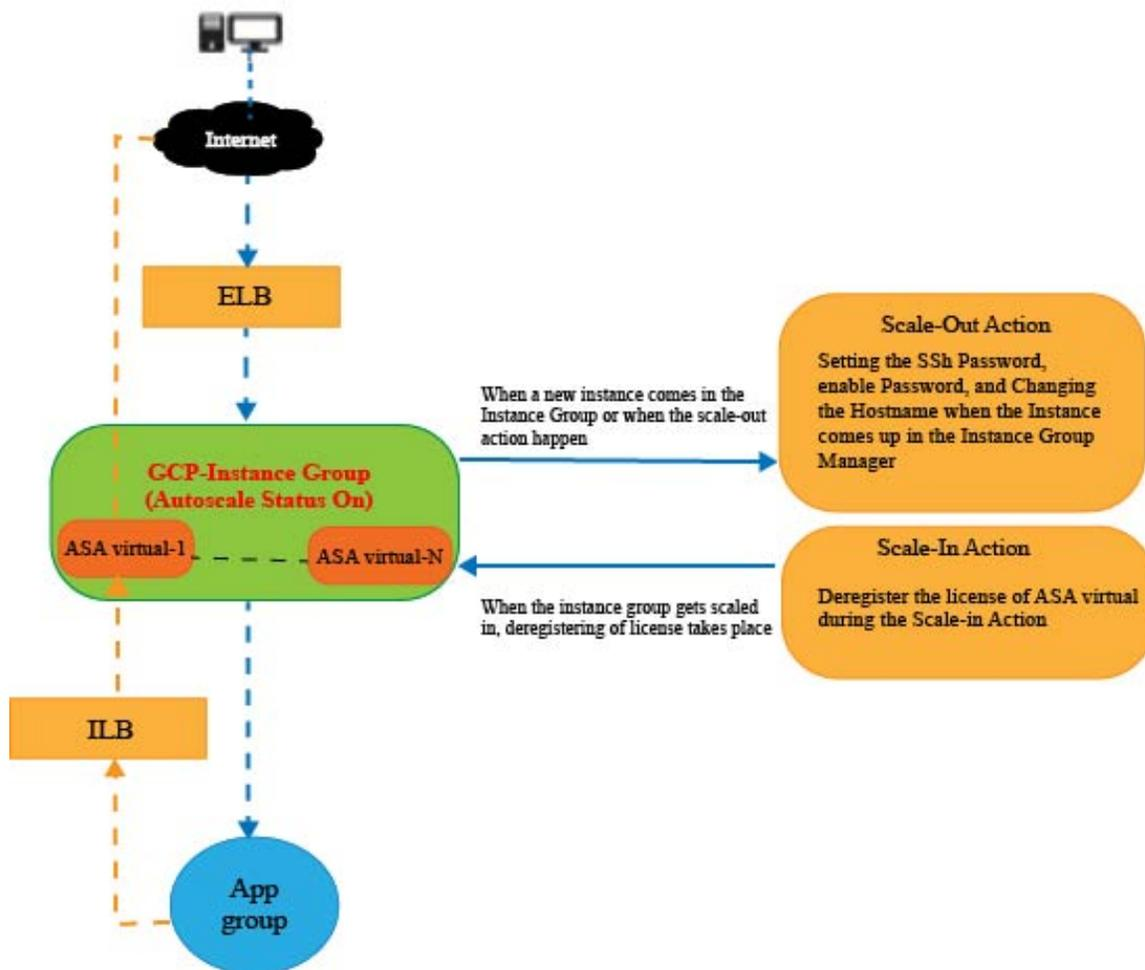 Internet
ELB
GCP-Instance Group
(Autoscale Status On)
ASA virtual-1
ASA virtual-N
When a new instance comes in the
Instance Group or when the scale-out
action happen
Scale-Out Action
Setting the SSh Password,
enable Password, and Changing
the Hostname when the Instance
comes up in the Instance Group
Manager
When the instance group gets scaled
in, deregistering of license takes place
Scale-In Action
Deregister the license of ASA virtual
during the Scale-in Action
ILB
App
group